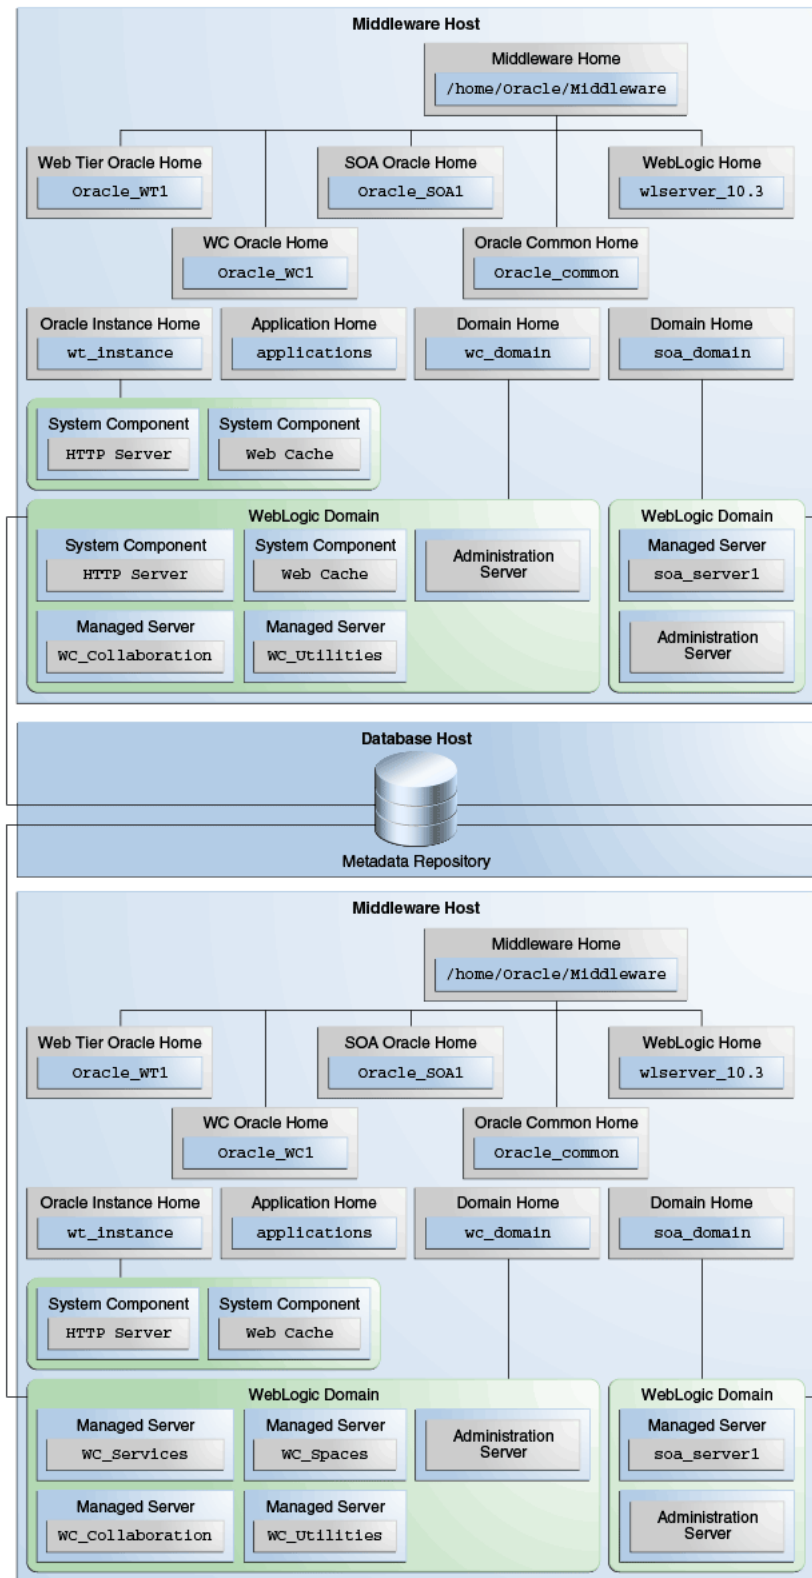 Middleware Host
Middleware Home
/home/Oracle/Middleware
Web Tier Oracle Home
Oracle_WT1
SOA Oracle Home
Oracle_SOA1
WebLogic Home
wlserver_10.3
WC Oracle Home
Oracle_WC1
Oracle Common Home
Oracle_common
Oracle Instance Home
wt_instance
Application Home
applications
Domain Home
wc_domain
Domain Home
soa_domain
System Component
HTTP Server
System Component
Web Cache
WebLogic Domain
System Component
HTTP Server
System Component
Web Cache
Administration
Server
Managed Server
WC_Collaboration
Managed Server
WC_Utilities
WebLogic Domain
Managed Server
soa_server1
Administration
Server
Database Host
Metadata Repository
Middleware Host
Middleware Home
/home/Oracle/Middleware
Web Tier Oracle Home
Oracle_WT1
SOA Oracle Home
Oracle_SOA1
WebLogic Home
wlserver_10.3
WC Oracle Home
Oracle_WC1
Oracle Common Home
Oracle_common
Oracle Instance Home
wt_instance
Application Home
applications
Domain Home
wc_domain
Domain Home
soa_domain
System Component
HTTP Server
System Component
Web Cache
WebLogic Domain
Managed Server
WC_Services
Managed Server
WC_Spaces
Administration
Server
Managed Server
WC_Collaboration
Managed Server
WC_Utilities
WebLogic Domain
Managed Server
soa_server1
Administration
Server